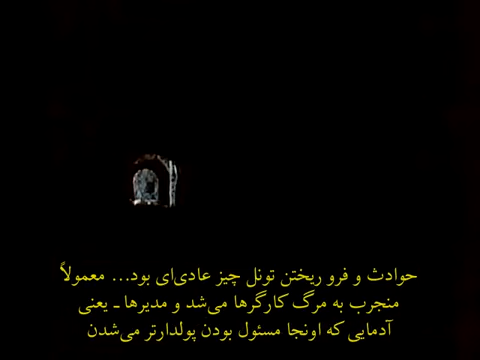 حوادث و فرو ریختن تونل چیز عادی‌ای بود... معمولاً
منجرب به مرگ کارگرها می‌شد و مدیرها ـ یعنی
آدمایی که اونجا مسئول بودن پولدارتر می‌شدن